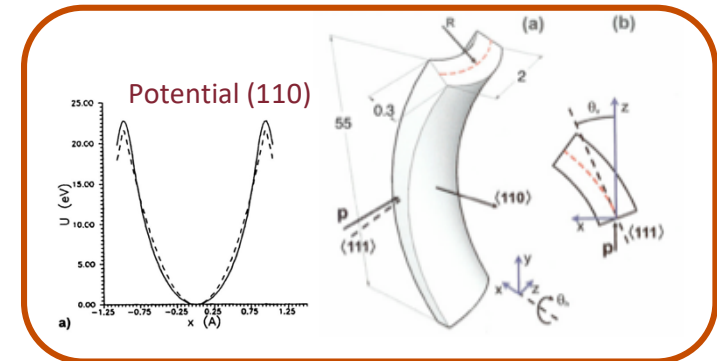 Potential (110)
25.00
20.00
15.00
10.00
5.00
0.00
U (eV)
-1.25
-0.75
-0.25
0.25
0.75
1.25
x (A)
a)
(a)
R
2
0.3
55
p
⟨111⟩
⟨110⟩
y
x
z
(b)
z
x
p
⟨111⟩